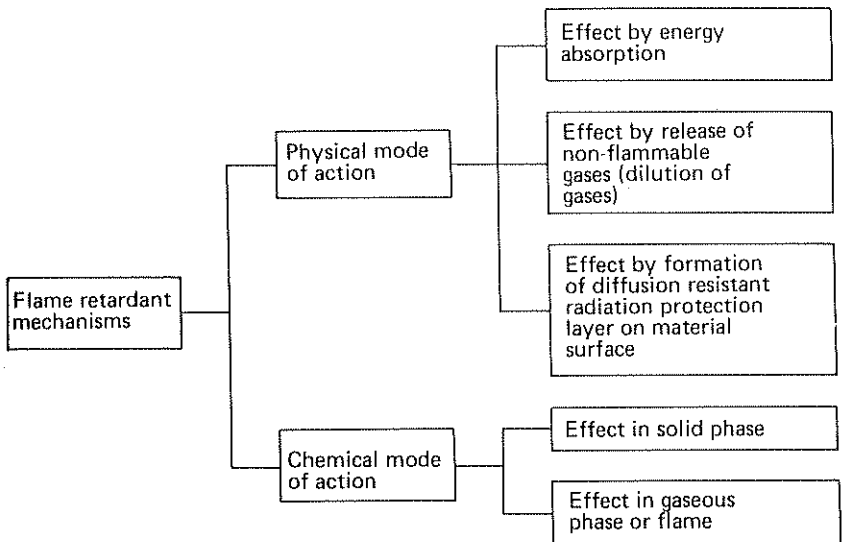 Effect by energy
absorption
Physical mode
of action
Effect by release of
non-flammable
gases (dilution of
gases)
Effect by formation
of diffusion resistant
radiation protection
layer on material
surface
Flame retardant
mechanisms
Chemical mode
of action
Effect in solid phase
Effect in gaseous
phase or flame